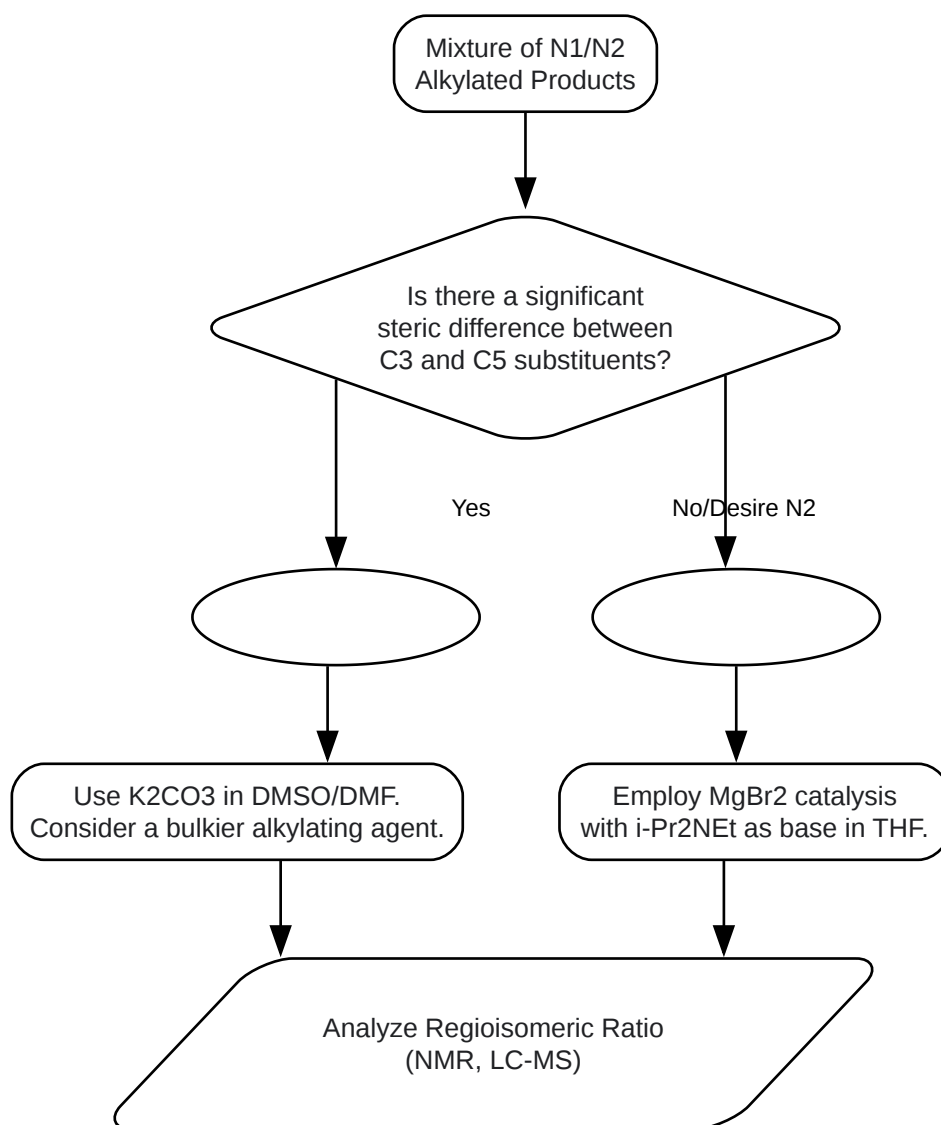 Mixture of N1/N2
Alkylated Products
Is there a significant
steric difference between
C3 and C5 substituents?
Yes
No/Desire N2
Use K2CO3 in DMSO/DMF.
Consider a bulkier alkylating agent.
Employ MgBr2 catalysis
with i-Pr2NEt as base in THF.
Analyze Regioisomeric Ratio
(NMR, LC-MS)